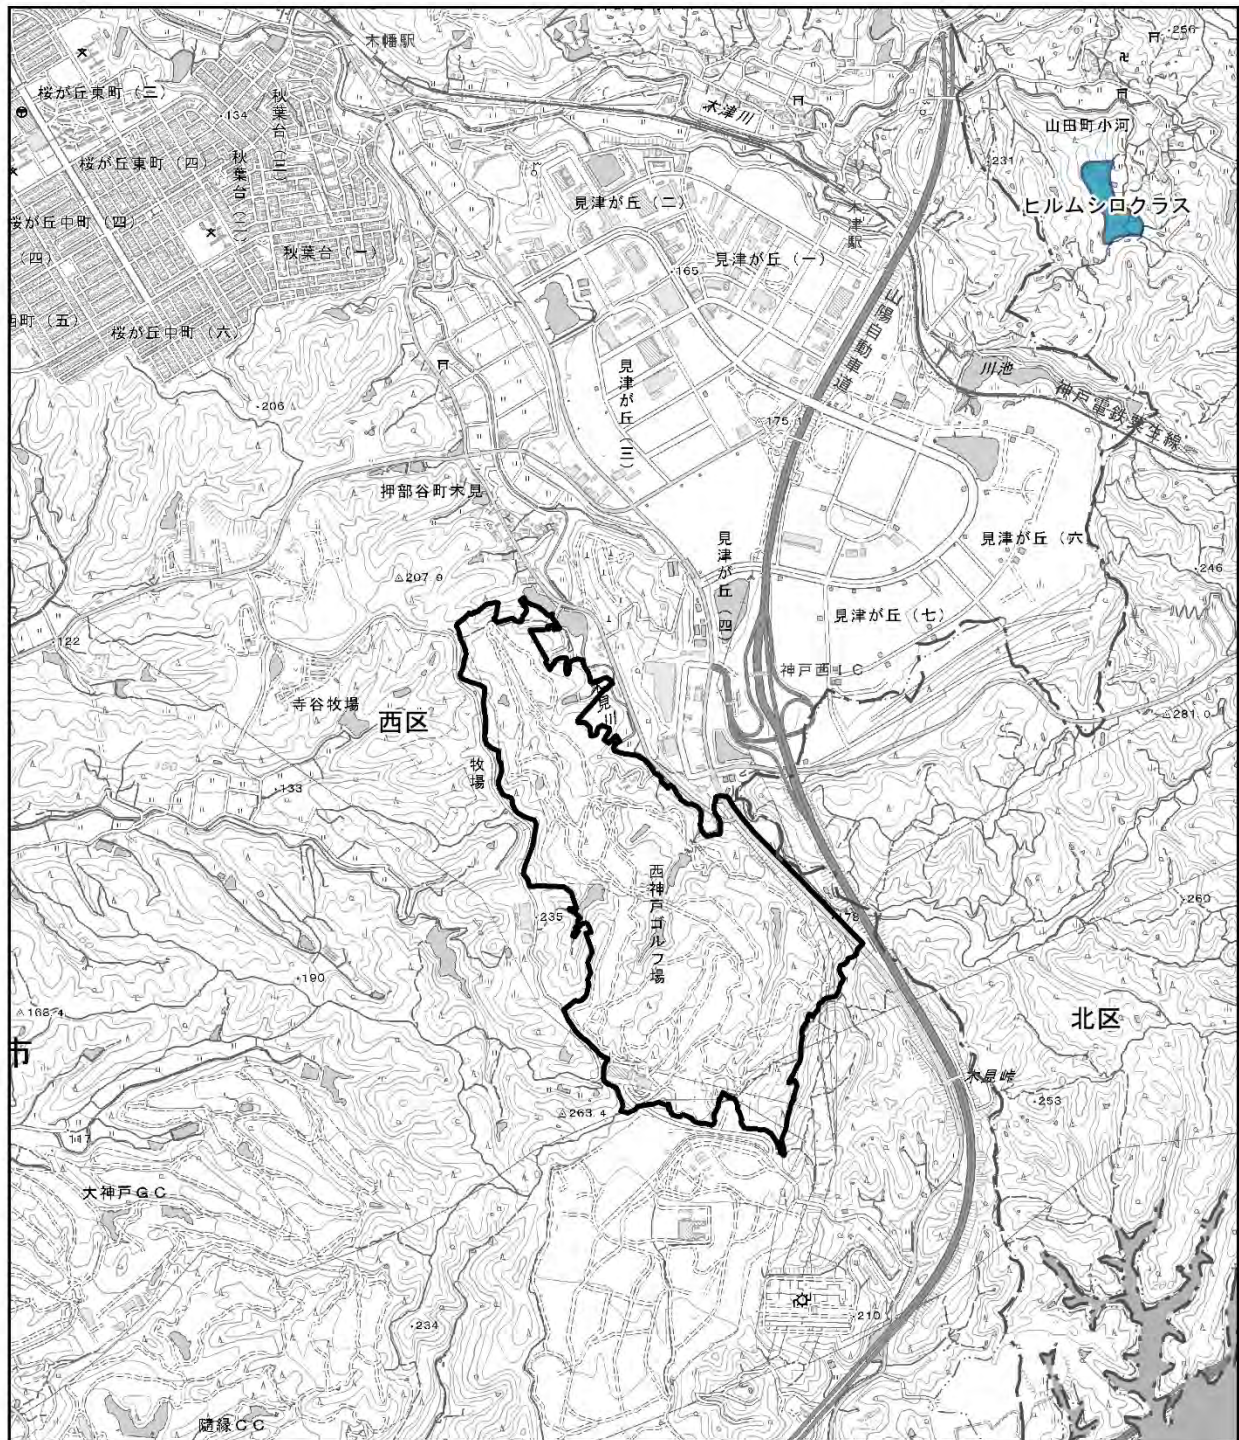 木幡駅
桜が丘東町（三）
秋葉台（三）
・134
木津川
山田町小河
・256
・231
ヒルムシロクラス
桜が丘東町（四）
秋葉台（二）
桜が丘中町（四）
（四）
秋葉台（一）
見津が丘（二）
木津駅
見津が丘（一）
・165
山陽自動車道
西町（五）
桜が丘中町（六）
川池
神戸電鉄粟生線
見津が丘（三）
・206
・175
押部谷町木見
見津が丘（四）
見津が丘（六
△207.9
・246
・122
見津が丘（七）
神戸西IC
寺谷牧場
西区
見川
△281.0
牧場
・133
西神戸ゴルフ場
・235
・178
・260
・190
△168.4
市
北区
木見峠
・253
△263.4
・117
大神戸GC
・210
・234
随縁CC